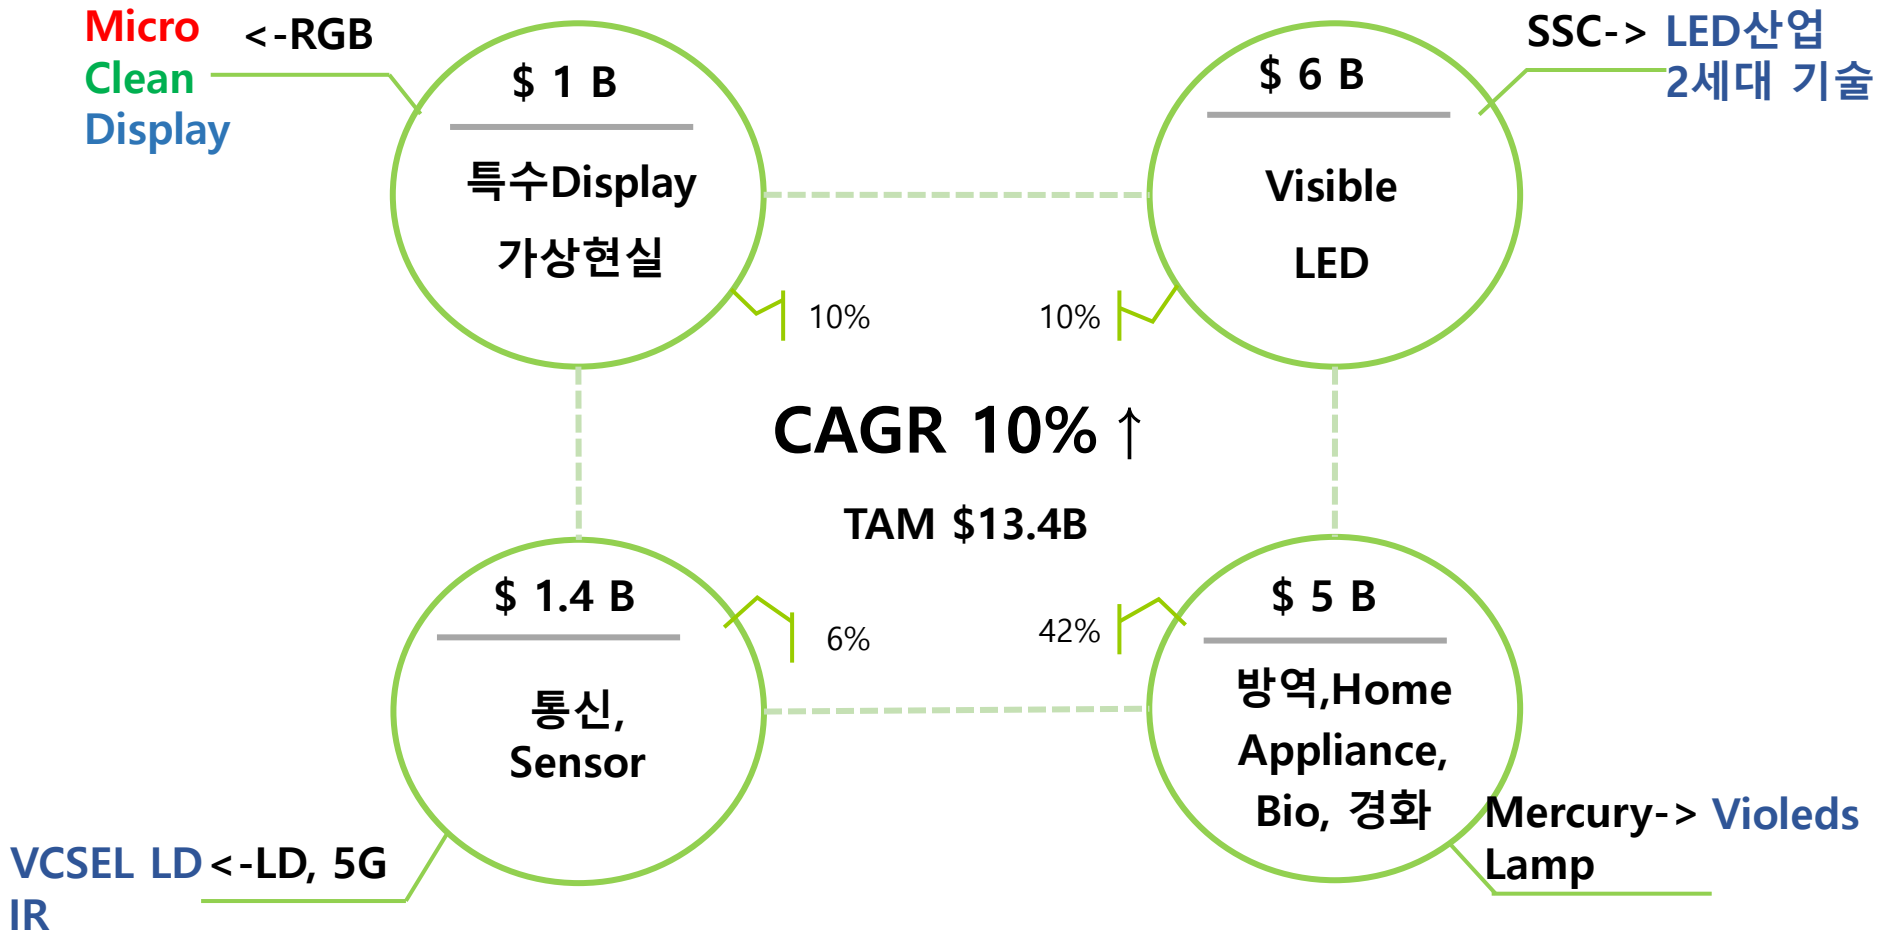 Micro
Clean
Display
<-RGB
$ 1 B
특수Display
가상현실
10%
$ 6 B
Visible
LED
10%
SSC-> LED산업
2세대 기술
CAGR 10% ↑
TAM $13.4B
$ 1.4 B
통신,
Sensor
6%
VCSEL LD <-LD, 5G
IR
$ 5 B
방역,Home
Appliance,
Bio, 경화
42%
Mercury-> Violeds
Lamp